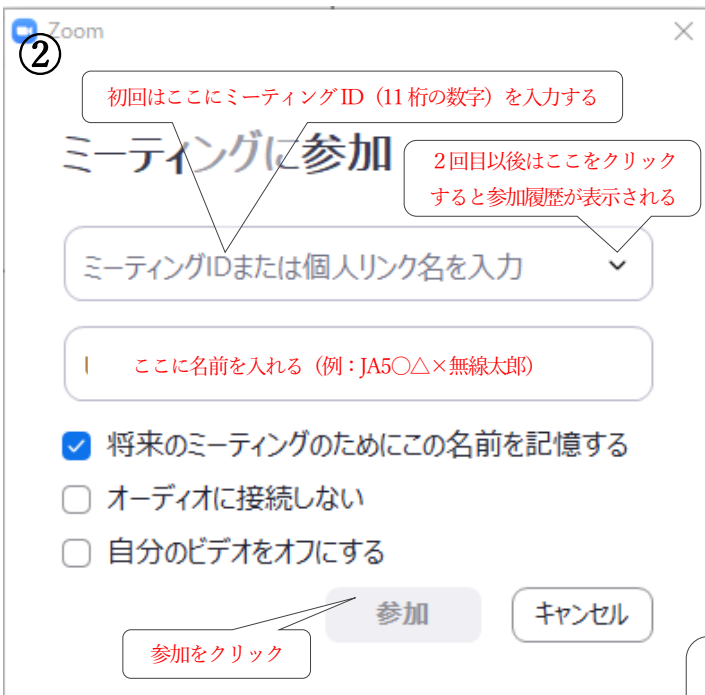 Zoom
②
初回はここにミーティングID（11桁の数字）を入力する
ミーティングに参加
２回目以後はここをクリック
すると参加履歴が表示される
ミーティングIDまたは個人リンク名を入力
ここに名前を入れる（例：JA5○△×無線太郎）
将来のミーティングのためにこの名前を記憶する
オーディオに接続しない
自分のビデオをオフにする
参加
キャンセル
参加をクリック